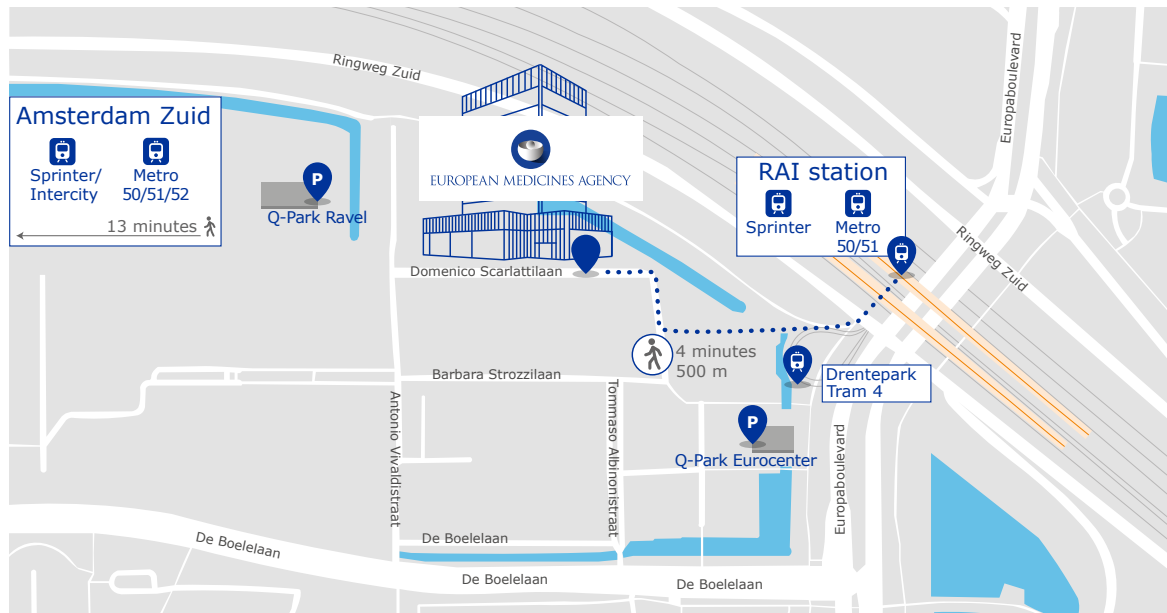 Ringweg Zuid
Europaboulevard
Amsterdam Zuid
Sprinter/
Intercity
Metro
50/51/52
13 minutes
P
Q-Park Ravel
EUROPEAN MEDICINES AGENCY
RAI station
Sprinter
Metro
50/51
Ringweg Zuid
Domenico Scarlattilaan
4 minutes
500 m
Drentepark
Tram 4
Barbara Strozzilaan
Antonio Vivaldistraat
Tommaso Albinonistraat
P
Q-Park Eurocenter
Europaboulevard
De Boelelaan
De Boelelaan
De Boelelaan
De Boelelaan